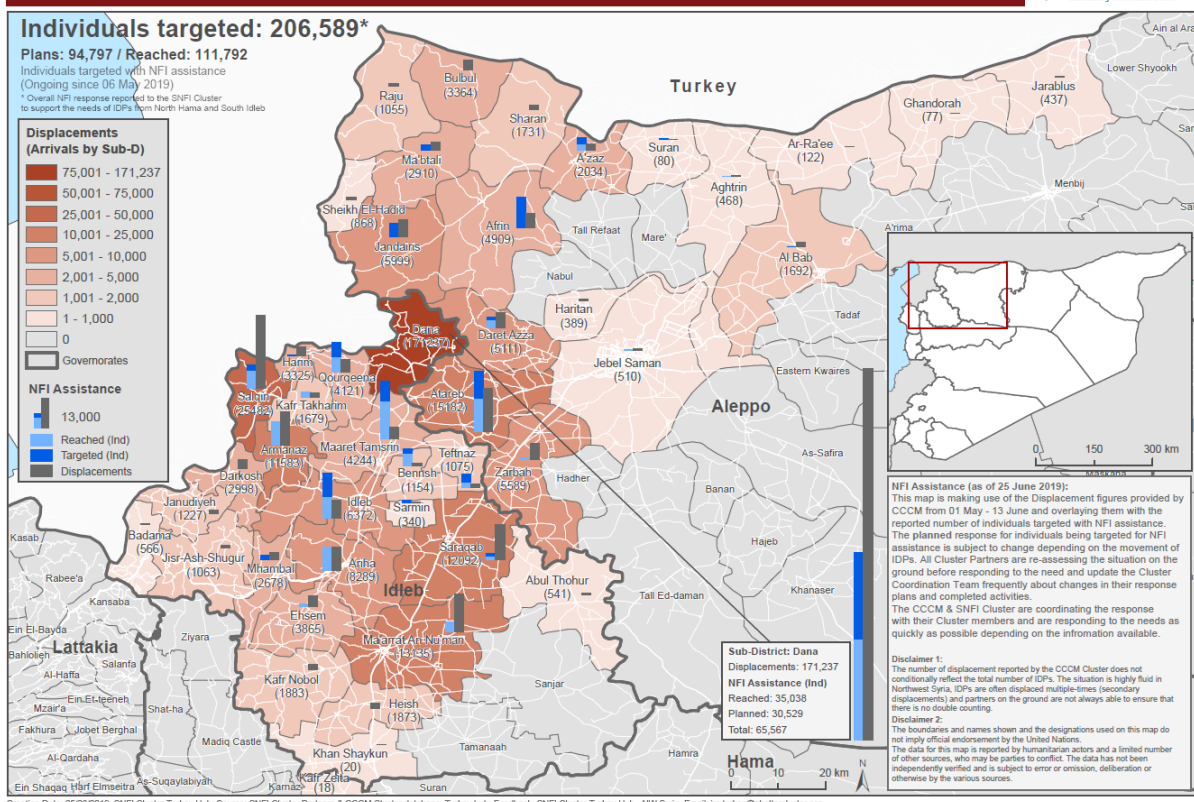 Individuals targeted: 206,589*
Plans: 94,797 / Reached: 111,792
Individuals targeted with NFI assistance
(Ongoing since 06 May 2019)
* Overall NFI response reported to the SNFI Cluster
to support the needs of IDPs from North Hama and South Idleb
Displacements
(Arrivals by Sub-D)
75,001 - 171,237
50,001 - 75,000
25,001 - 50,000
10,001 - 25,000
5,001 - 10,000
2,001 - 5,000
1,001 - 2,000
1 - 1,000
0
Governorates
NFI Assistance
13,000
Reached (Ind)
Targeted (Ind)
Displacements
Turkey
Bulbul
(3364)
Raju
(1055)
Sharan
(1731)
Ma'btali
(2910)
A'zaz
(2034)
Suran
(80)
Aghtrin
(468)
Ar-Ra'ee
(122)
Ghandorah
(77)
Jarablus
(437)
Lower Shyookh
Menbij
A'rima
Sheikh El-Hadid
(868)
Jandairis
(5999)
Afrin
(4909)
Tall Refaat
Mare'
Nabul
Al Bab
(1692)
Tadaf
Haritan
(389)
Dana
(171237)
Daret Azza
(5111)
Jebel Saman
(510)
Eastern Kwaires
Aleppo
As-Safira
Harim
(3325)
Qourqeena
(4121)
Salqin
(25482)
Kafr Takharim
(1679)
Atareb
(15182)
Armanaz
(11583)
Maaret Tamsrin
(4244)
Teftnaz
(1075)
Bennsh
(1154)
Zarbah
(5589)
Hadher
Banan
Darkosh
(2998)
Janudiyeh
(1227)
Idleb
(6372)
Sarmin
(340)
Badama
(566)
Jisr-Ash-Shugur
(1063)
Mhambal
(2678)
Ariha
(8289)
Saraqab
(12092)
Abul Thohur
(541)
Hajeb
Khanaser
Tall Ed-daman
Idleb
Ehsem
(3865)
Ma'arrat An-Nu'man
(13135)
Kafr Nobol
(1883)
Heish
(1873)
Sanjar
Khan Shaykun
(20)
Kafr Zeita
(18)
Tamanaah
Hamra
Hama
Suran
Karnaz
As-Suqaylabiyah
Madiq Castle
Shat-ha
Ziyara
Kasab
Rabee'a
Kansaba
Ein El-Bayda
Lattakia
Bahlolieh
Salanfa
Al-Haffa
Ein Et-teeneh
Mzair'a
Fakhura
Jobet Berghal
Al-Qardaha
Ein Shaqaq
Harf Elmseitra
Sub-District: Dana
Displacements: 171,237
NFI Assistance (Ind)
Reached: 35,038
Planned: 30,529
Total: 65,567
0 10 20 km
N
0 150 300 km
NFI Assistance (as of 25 June 2019):
This map is making use of the Displacement figures provided by
CCCM from 01 May - 13 June and overlaying them with the
reported number of individuals targeted with NFI assistance.
The planned response for individuals being targeted for NFI
assistance is subject to change depending on the movement of
IDPs. All Cluster Partners are re-assessing the situation on the
ground before responding to the need and update the Cluster
Coordination Team frequently about changes in their response
plans and completed activities.
The CCCM & SNFI Cluster are coordinating the response
with their Cluster members and are responding to the needs as
quickly as possible depending on the infromation available.
Disclaimer 1:
The number of displacement reported by the CCCM Cluster does not
conditionally reflect the total number of IDPs. The situation is highly fluid in
Northwest Syria, IDPs are often displaced multiple-times (secondary
displacements) and partners on the ground are not always able to ensure that
there is no double counting.
Disclaimer 2:
The boundaries and names shown and the designations used on this map do
not imply official endorsement by the United Nations.
The data for this map is reported by humanitarian actors and a limited number
of other sources, who may be parties to conflict. The data has not been
independently verified and is subject to error or omission, deliberation or
otherwise by the various sources.